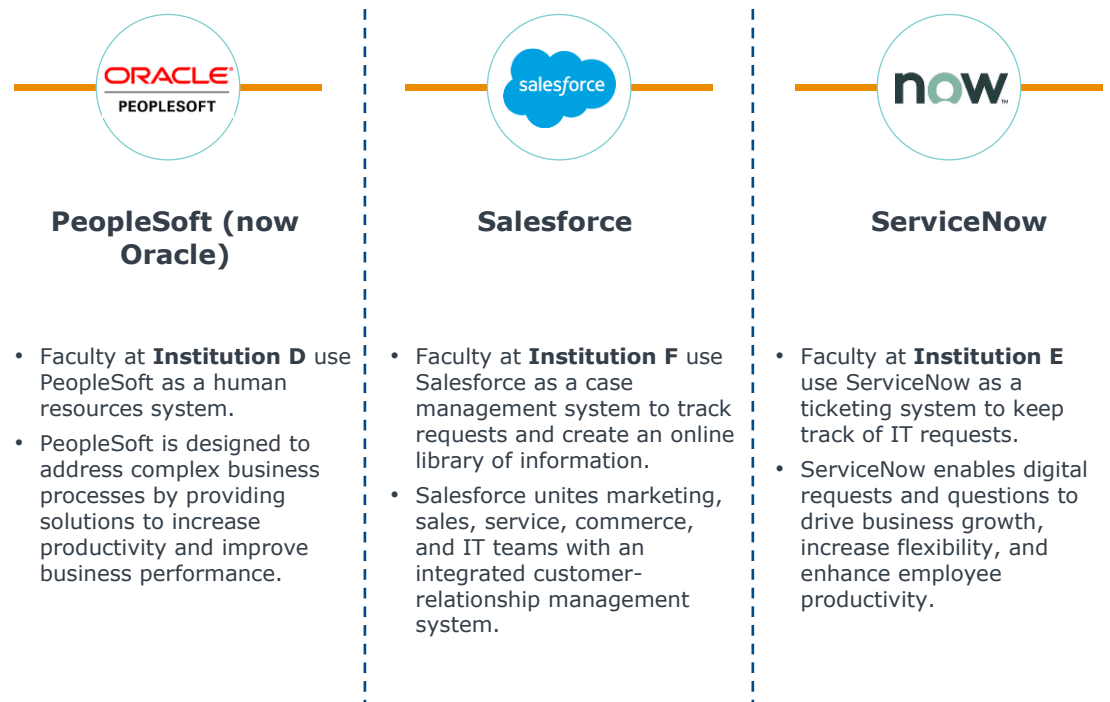 ORACLE®
PEOPLESOFT
PeopleSoft (now
Oracle)
• Faculty at Institution D use
PeopleSoft as a human
resources system.
• PeopleSoft is designed to
address complex business
processes by providing
solutions to increase
productivity and improve
business performance.
salesforce
Salesforce
• Faculty at Institution F use
Salesforce as a case
management system to track
requests and create an online
library of information.
• Salesforce unites marketing,
sales, service, commerce,
and IT teams with an
integrated customer-
relationship management
system.
now™
ServiceNow
• Faculty at Institution E
use ServiceNow as a
ticketing system to keep
track of IT requests.
• ServiceNow enables digital
requests and questions to
drive business growth,
increase flexibility, and
enhance employee
productivity.